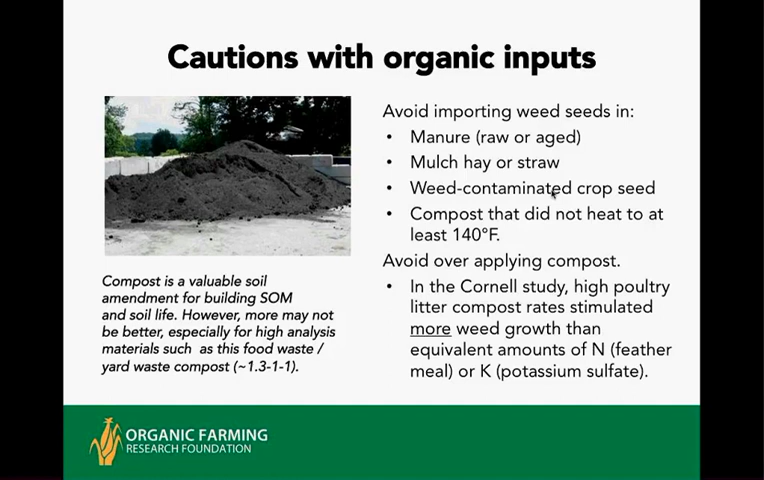 Cautions with organic inputs
Avoid importing weed seeds in:
• Manure (raw or aged)
• Mulch hay or straw
• Weed-contaminated crop seed
• Compost that did not heat to at
least 140°F.
Avoid over applying compost.
• In the Cornell study, high poultry
litter compost rates stimulated
more weed growth than
equivalent amounts of N (feather
meal) or K (potassium sulfate).
Compost is a valuable soil
amendment for building SOM
and soil life. However, more may not
be better, especially for high analysis
materials such as this food waste /
yard waste compost (~1.3-1-1).
ORGANIC FARMING
RESEARCH FOUNDATION